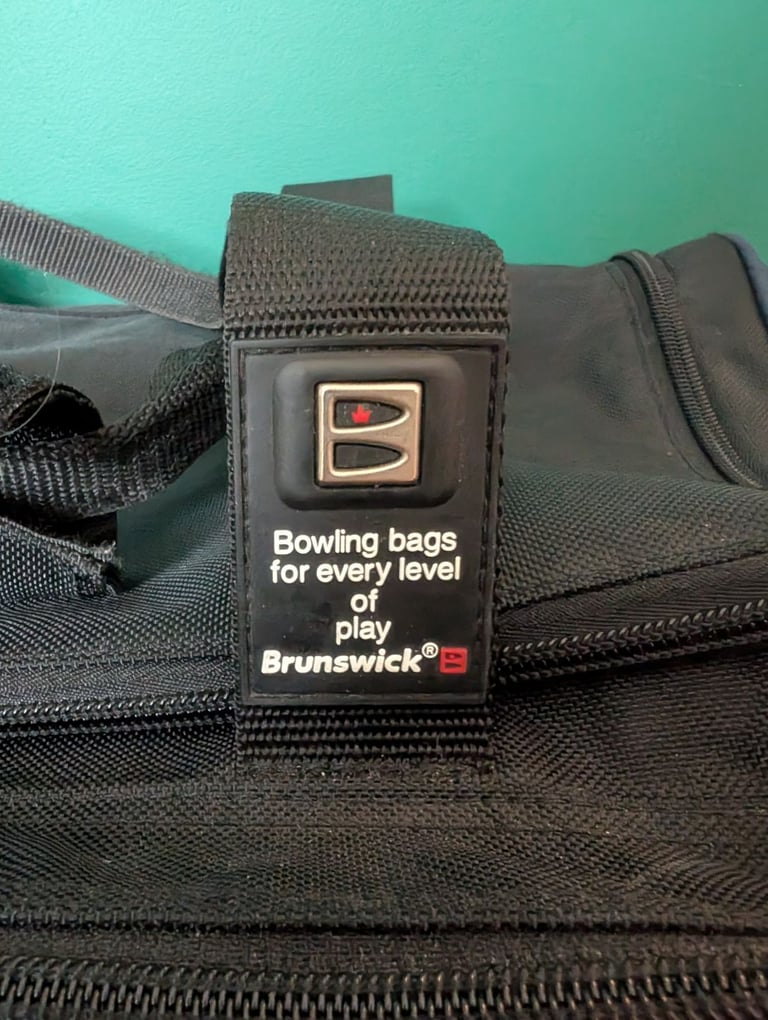 B
Bowling bags
for every level
of
play
Brunswick® B